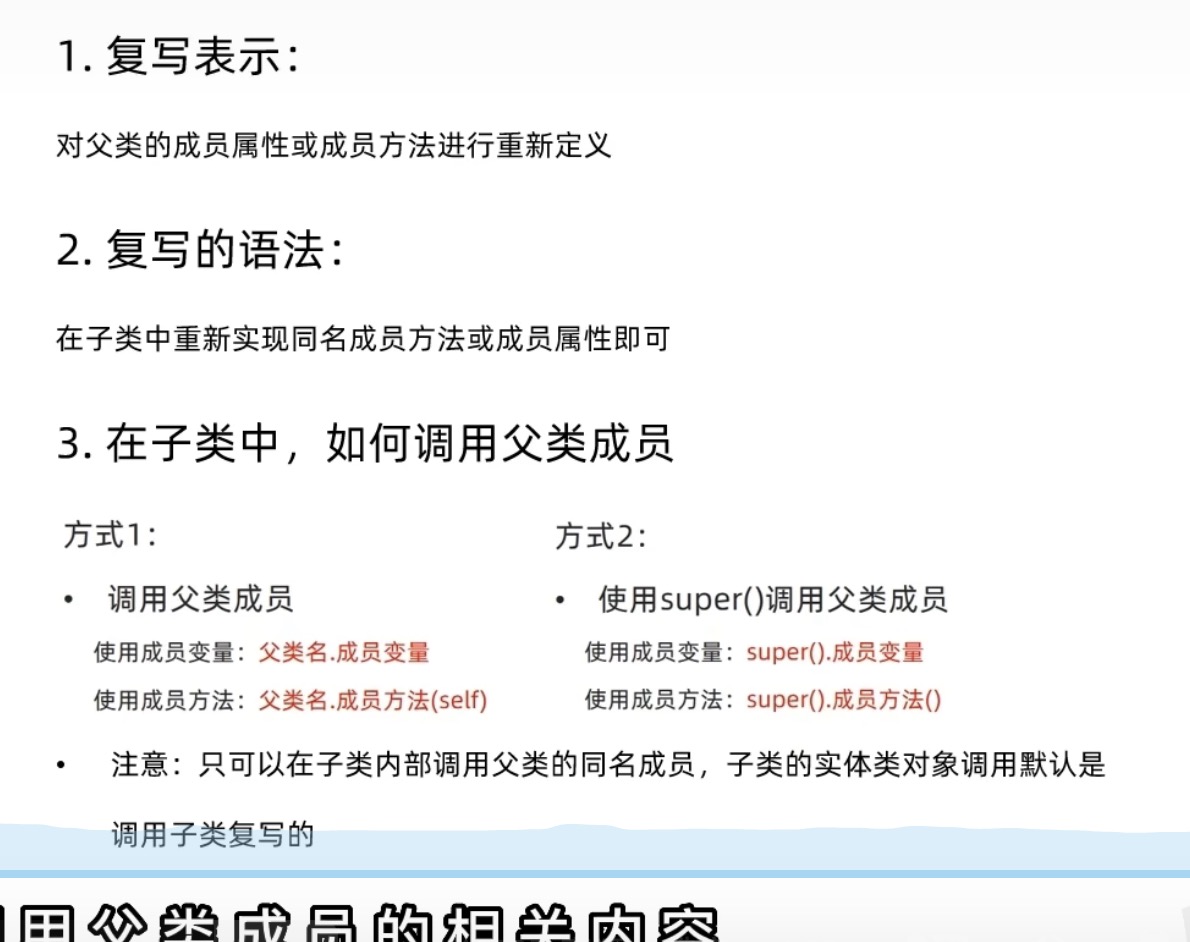 1. 复写表示：
对父类的成员属性或成员方法进行重新定义
2. 复写的语法：
在子类中重新实现同名成员方法或成员属性即可
3. 在子类中，如何调用父类成员
方式1：
• 调用父类成员
使用成员变量：父类名.成员变量
使用成员方法：父类名.成员方法(self)
方式2：
• 使用super()调用父类成员
使用成员变量：super().成员变量
使用成员方法：super().成员方法()
• 注意：只可以在子类内部调用父类的同名成员，子类的实体类对象调用默认是
调用子类复写的
用父类成员的相关内容